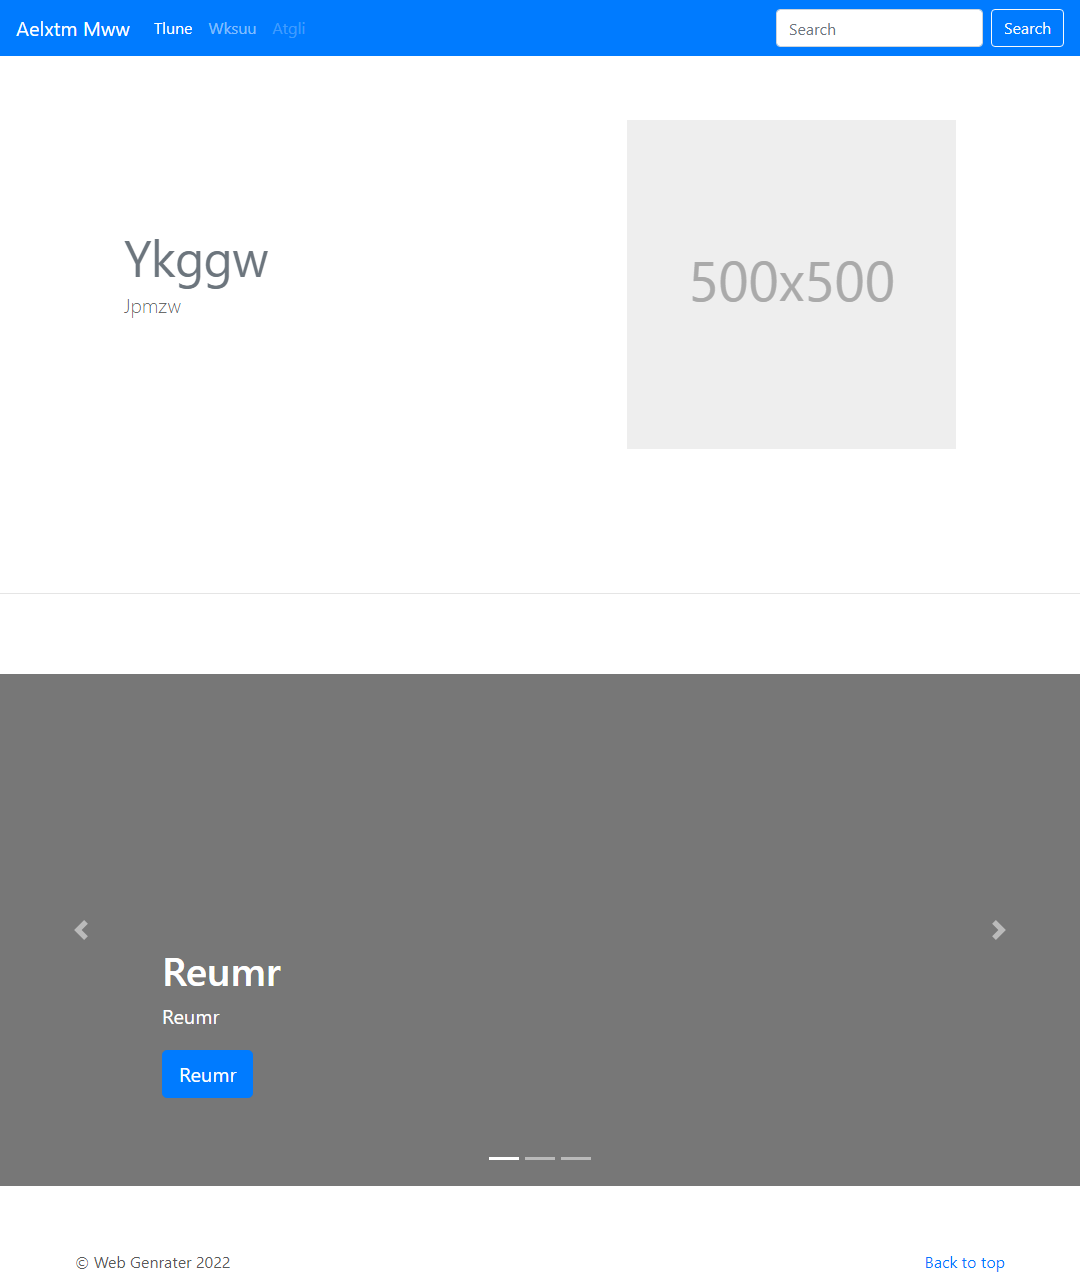 Aelxtm Mww Tlune Wksuu Atgli Search Search
Ykggw
Jpmzw
500x500
Reumr
Reumr
Reumr
© Web Genrater 2022 Back to top